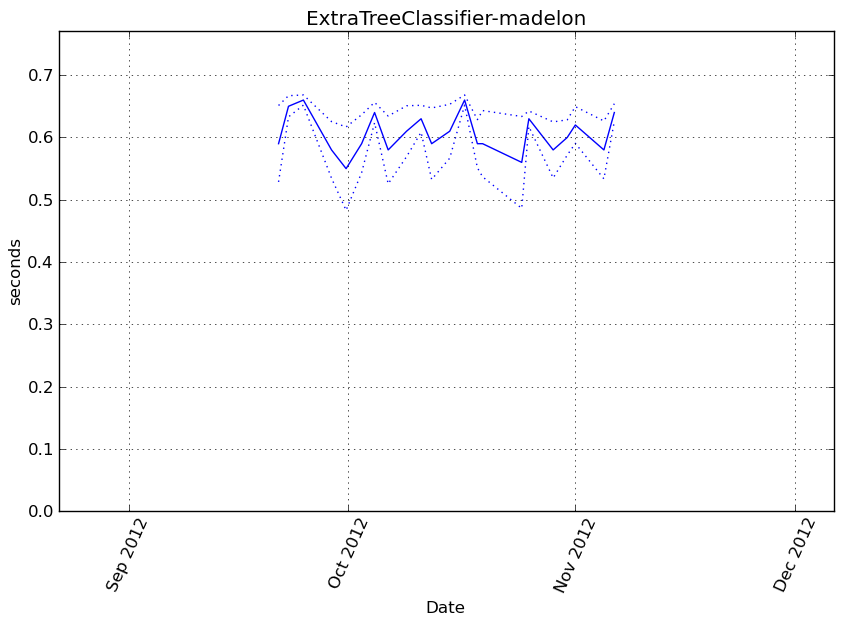 ExtraTreeClassifier-madelon
0.7
0.6
0.5
0.4
0.3
0.2
0.1
0.0
seconds
Sep 2012
Oct 2012
Nov 2012
Dec 2012
Date